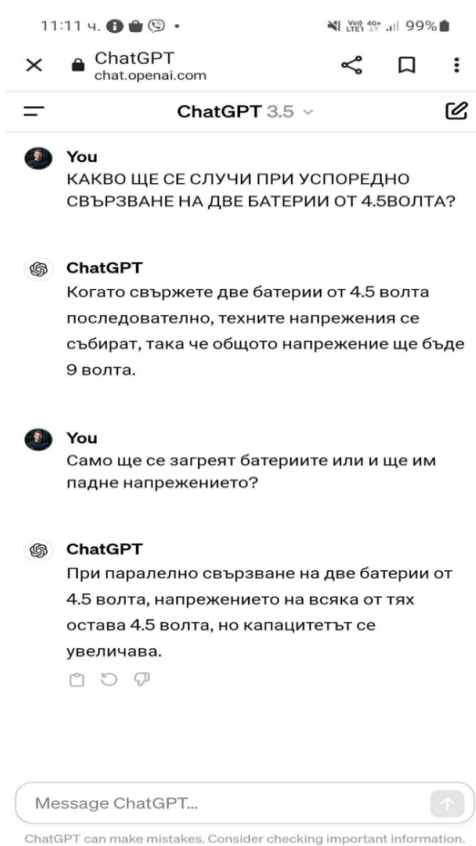 11:11 ч.
99%
ChatGPT
chat.openai.com
ChatGPT 3.5
You
КАКВО ЩЕ СЕ СЛУЧИ ПРИ УСПОРЕДНО
СВЪРЗВАНЕ НА ДВЕ БАТЕРИИ ОТ 4.5ВОЛТА?
ChatGPT
Когато свържете две батерии от 4.5 волта
последователно, техните напрежения се
събират, така че общото напрежение ще бъде
9 волта.
You
Само ще се загреят батериите или и ще им
падне напрежението?
ChatGPT
При паралелно свързване на две батерии от
4.5 волта, напрежението на всяка от тях
остава 4.5 волта, но капацитетът се
увеличава.
Message ChatGPT...
ChatGPT can make mistakes. Consider checking important information.